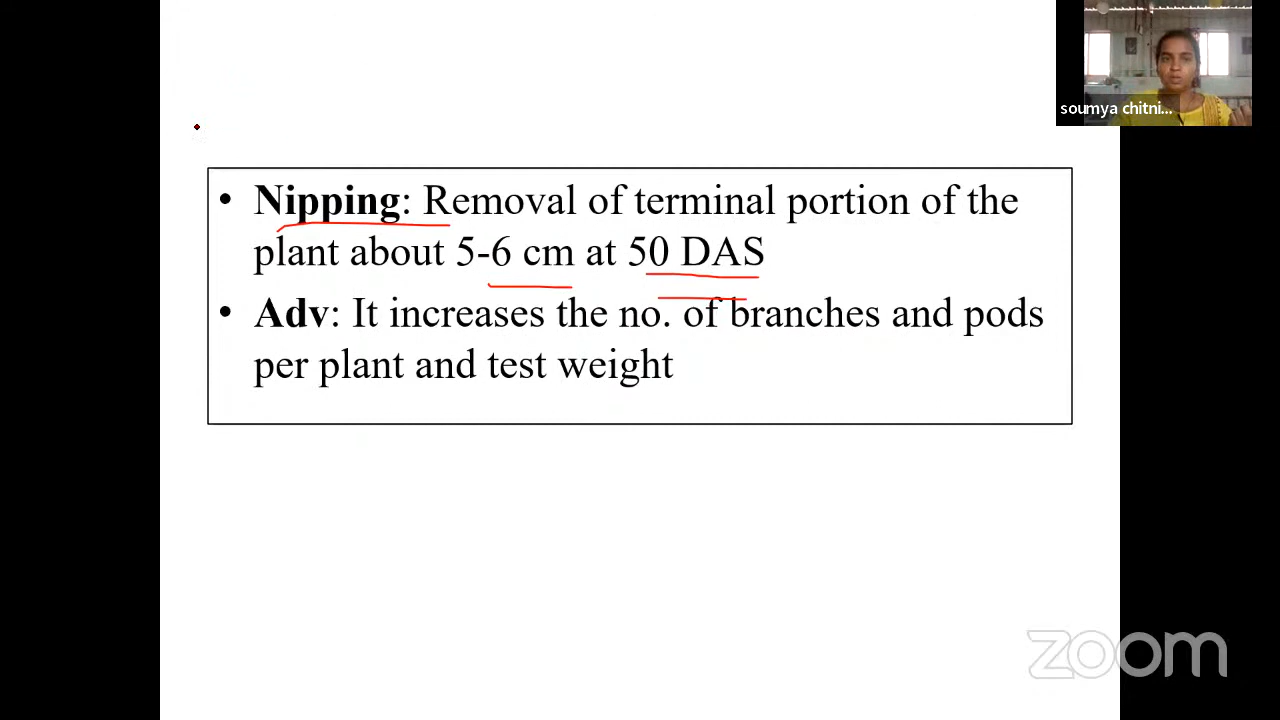 soumya chitni...
• Nipping: Removal of terminal portion of the
plant about 5-6 cm at 50 DAS
• Adv: It increases the no. of branches and pods
per plant and test weight
zoom